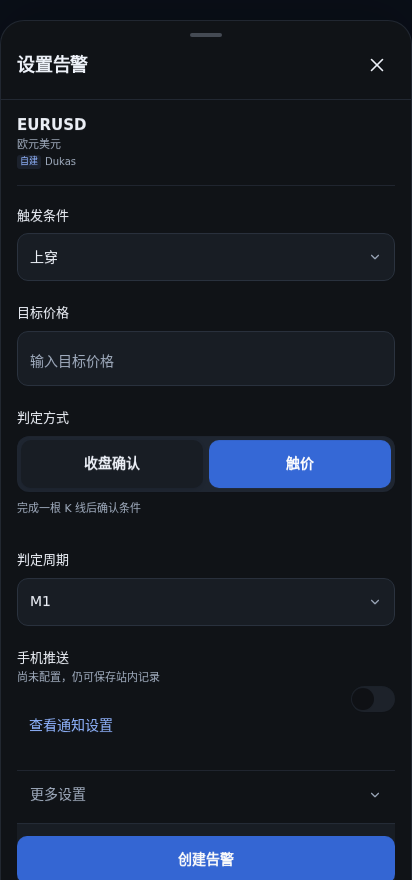 设置告警
EURUSD
欧元美元
自建 Dukas
触发条件
上穿
目标价格
输入目标价格
判定方式
收盘确认 触价
完成一根 K 线后确认条件
判定周期
M1
手机推送
尚未配置，仍可保存站内记录
查看通知设置
更多设置
创建告警